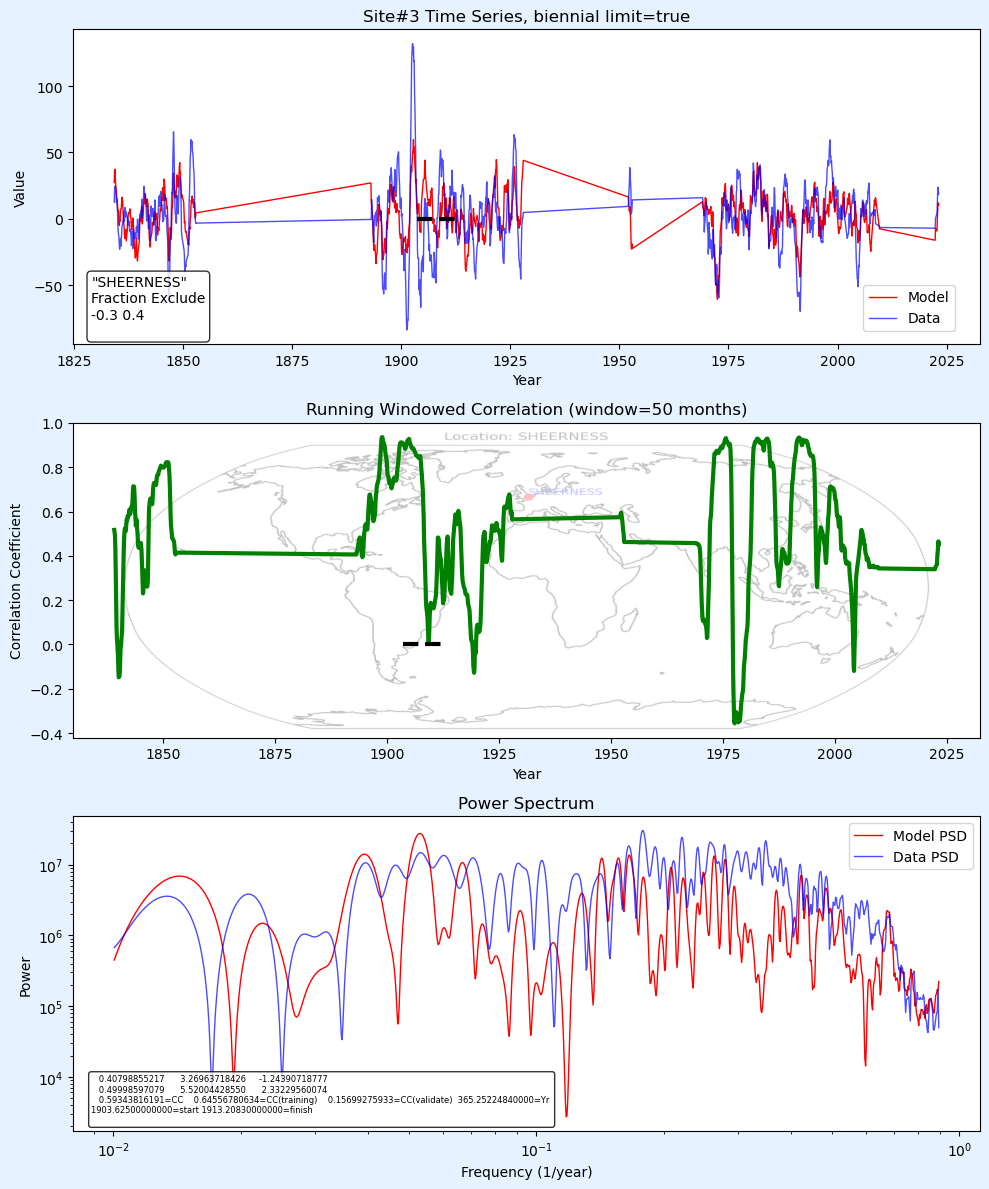 Site#3 Time Series, biennial limit=true
Value
100
50
0
−50
"SHEERNESS"
Fraction Exclude
-0.3 0.4
Model
Data
1825
1850
1875
1900
1925
1950
1975
2000
2025
Year
Running Windowed Correlation (window=50 months)
Correlation Coefficient
1.0
0.8
0.6
0.4
0.2
0.0
−0.2
−0.4
Location: SHEERNESS
SHEERNESS
1850
1875
1900
1925
1950
1975
2000
2025
Year
Power Spectrum
Power
10⁷
10⁶
10⁵
10⁴
Model PSD
Data PSD
0.40798855217 3.26963718426 -1.24390718777
0.49998597079 5.52004428550 2.33229560074
0.59343816191=CC 0.64556780634=CC(training) 0.15699275933=CC(validate) 365.25224840000=Yr
1903.62500000000=start 1913.20830000000=finish
10⁻²
10⁻¹
10⁰
Frequency (1/year)